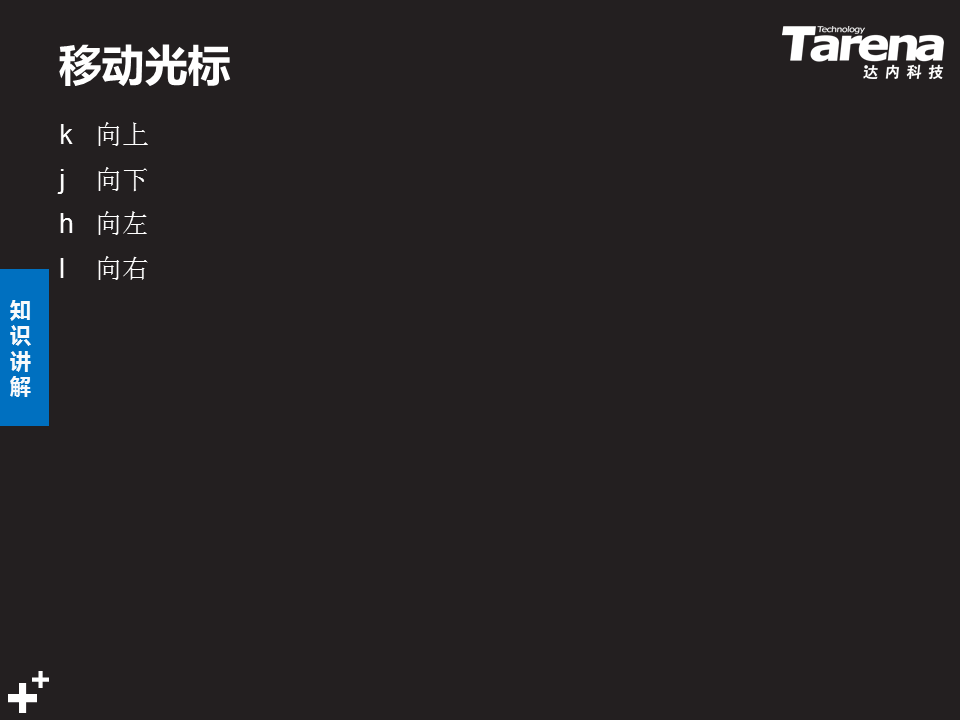 移动光标
Technology
Tarena
达内科技
k 向上
j 向下
h 向左
l 向右
知
识
讲
解